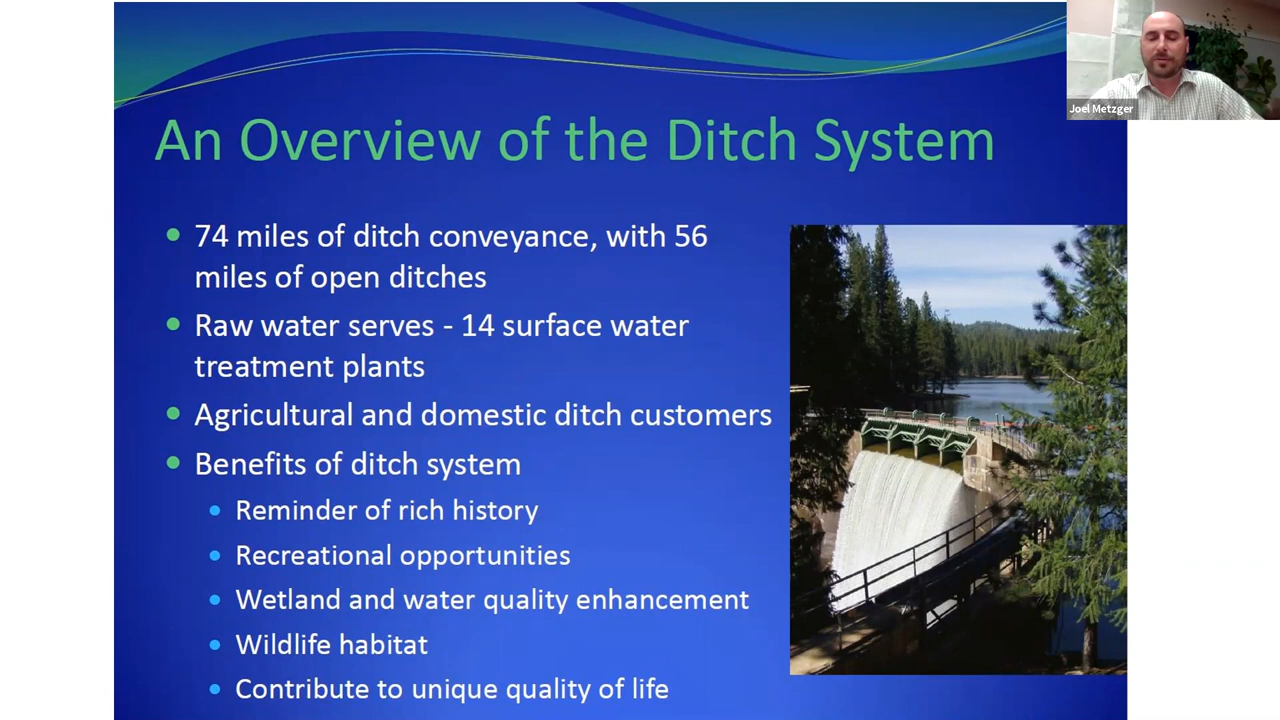 An Overview of the Ditch System
74 miles of ditch conveyance, with 56
miles of open ditches
Raw water serves - 14 surface water
treatment plants
Agricultural and domestic ditch customers
Benefits of ditch system
Reminder of rich history
Recreational opportunities
Wetland and water quality enhancement
Wildlife habitat
Contribute to unique quality of life
Joel Metzger